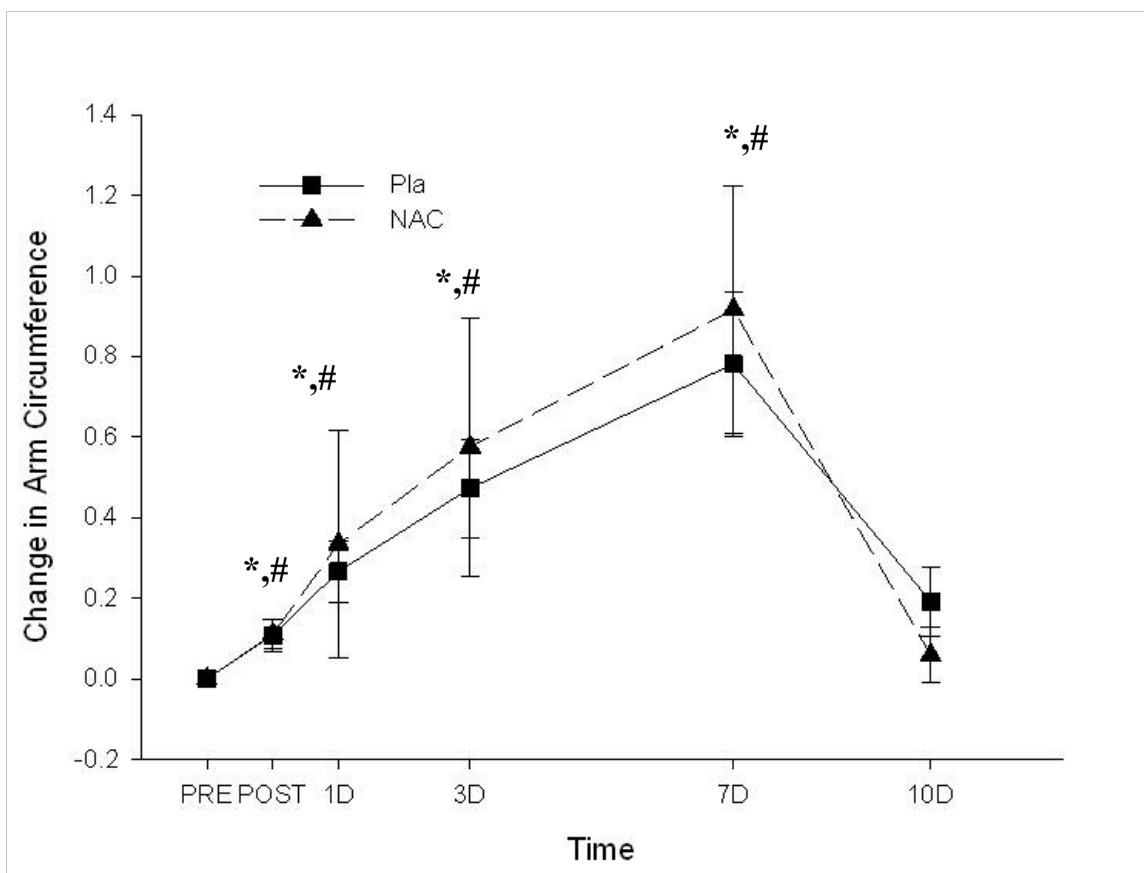 1.4
*,#
1.2
Pla
NAC
1.0
*,#
0.8
*,#
0.6
0.4
*,#
0.2
0.0
-0.2
Change in Arm Circumference
PRE POST 1D 3D 7D 10D
Time